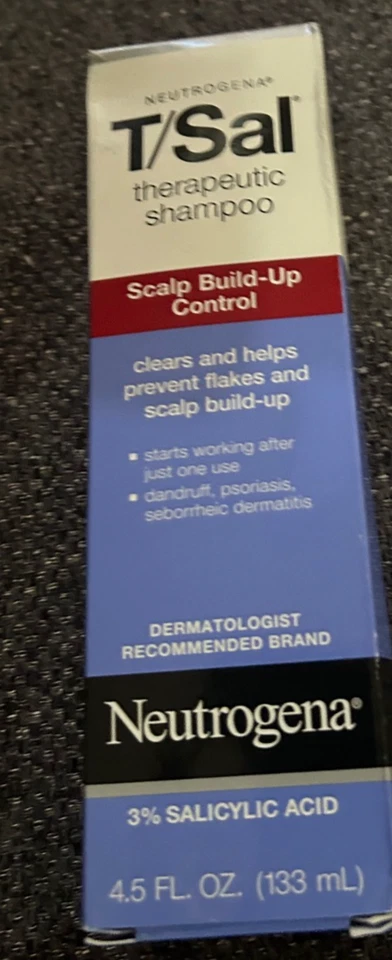 NEUTROGENA®
T/Sal®
therapeutic
shampoo
Scalp Build-Up
Control
clears and helps
prevent flakes and
scalp build-up
▪ starts working after
just one use
▪ dandruff, psoriasis,
seborrheic dermatitis
DERMATOLOGIST
RECOMMENDED BRAND
Neutrogena®
3% SALICYLIC ACID
4.5 FL. OZ. (133 mL)